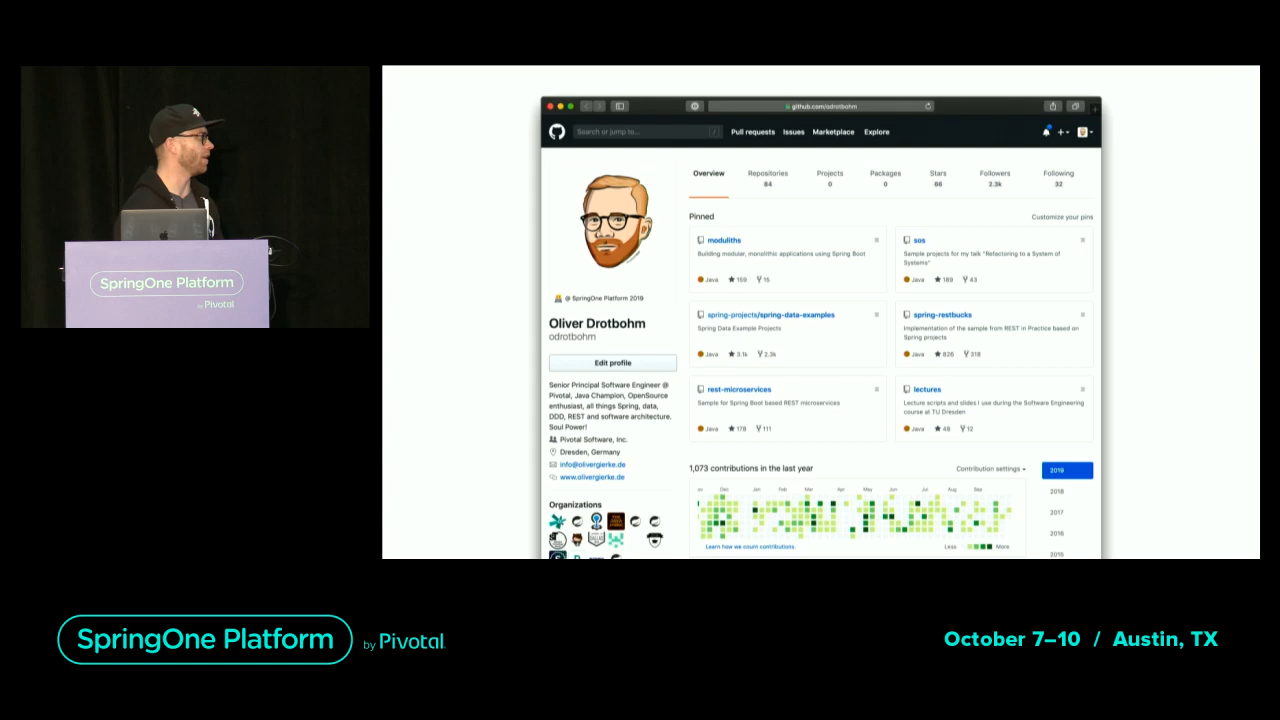 SpringOne Platform
by Pivotal
github.com/odrotbohm
Search or jump to...
/
Pull requests
Issues
Marketplace
Explore
Overview
Repositories
84
Projects
0
Packages
0
Stars
66
Followers
2.3k
Following
32
@ SpringOne Platform 2019
Oliver Drotbohm
odrotbohm
Edit profile
Senior Principal Software Engineer @
Pivotal, Java Champion, OpenSource
enthusiast, all things Spring, data,
DDD, REST and software architecture.
Soul Power!
Pivotal Software, Inc.
Dresden, Germany
info@olivergierke.de
www.olivergierke.de
Organizations
Pinned
Customize your pins
moduliths
Building modular, monolithic applications using Spring Boot
Java 159 15
sos
Sample projects for my talk "Refactoring to a System of
Systems"
Java 189 43
spring-projects/spring-data-examples
Spring Data Example Projects
Java 3.1k 2.3k
spring-restbucks
Implementation of the sample from REST in Practice based on
Spring projects
Java 826 318
rest-microservices
Sample for Spring Boot based REST microservices
Java 178 111
lectures
Lecture scripts and slides I use during the Software Engineering
course at TU Dresden
Java 48 12
1,073 contributions in the last year
Contribution settings
2019
2018
2017
2016
2015
Dec Jan Feb Mar Apr May Jun Jul Aug Sep
Learn how we count contributions.
Less
More
SpringOne Platform by Pivotal
October 7–10 / Austin, TX